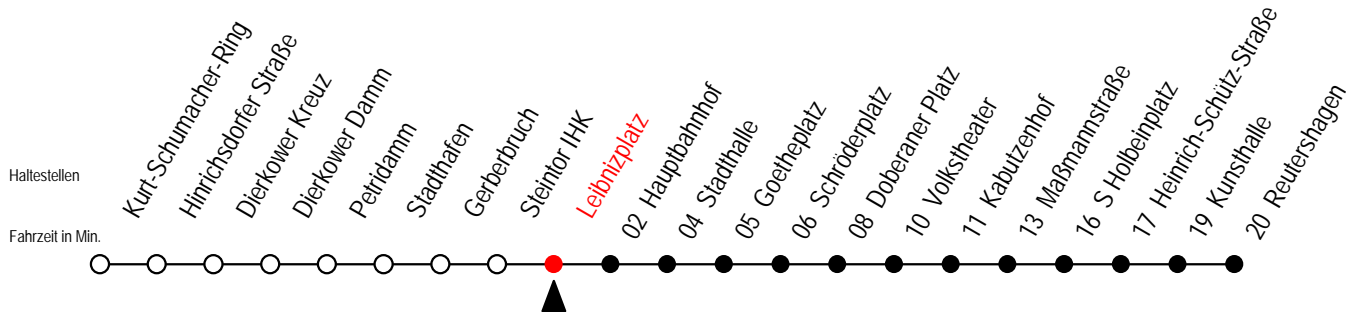 Haltestellen
Fahrzeit in Min.
Kurt-Schumacher-Ring
Hinrichsdorfer Straße
Dierkower Kreuz
Dierkower Damm
Petridamm
Stadthafen
Gerberbruch
Steintor IHK
Leibnizplatz
02 Hauptbahnhof
04 Stadthalle
05 Goetheplatz
06 Schröderplatz
08 Doberaner Platz
10 Volkstheater
11 Kabutzenhof
13 Maßmannstraße
16 S Holbeinplatz
17 Heinrich-Schütz-Straße
19 Kunsthalle
20 Reutershagen